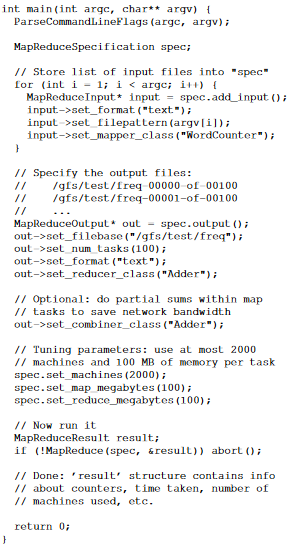 int main(int argc, char** argv) {
ParseCommandLineFlags(argc, argv);
MapReduceSpecification spec;
// Store list of input files into "spec"
for (int i = 1; i < argc; i++) {
MapReduceInput* input = spec.add_input();
input->set_format("text");
input->set_filepattern(argv[i]);
input->set_mapper_class("WordCounter");
}
// Specify the output files:
// /gfs/test/freq-00000-of-00100
// /gfs/test/freq-00001-of-00100
// ...
MapReduceOutput* out = spec.output();
out->set_filebase("/gfs/test/freq");
out->set_num_tasks(100);
out->set_format("text");
out->set_reducer_class("Adder");
// Optional: do partial sums within map
// tasks to save network bandwidth
out->set_combiner_class("Adder");
// Tuning parameters: use at most 2000
// machines and 100 MB of memory per task
spec.set_machines(2000);
spec.set_map_megabytes(100);
spec.set_reduce_megabytes(100);
// Now run it
MapReduceResult result;
if (!MapReduce(spec, &result)) abort();
// Done: 'result' structure contains info
// about counters, time taken, number of
// machines used, etc.
return 0;
}